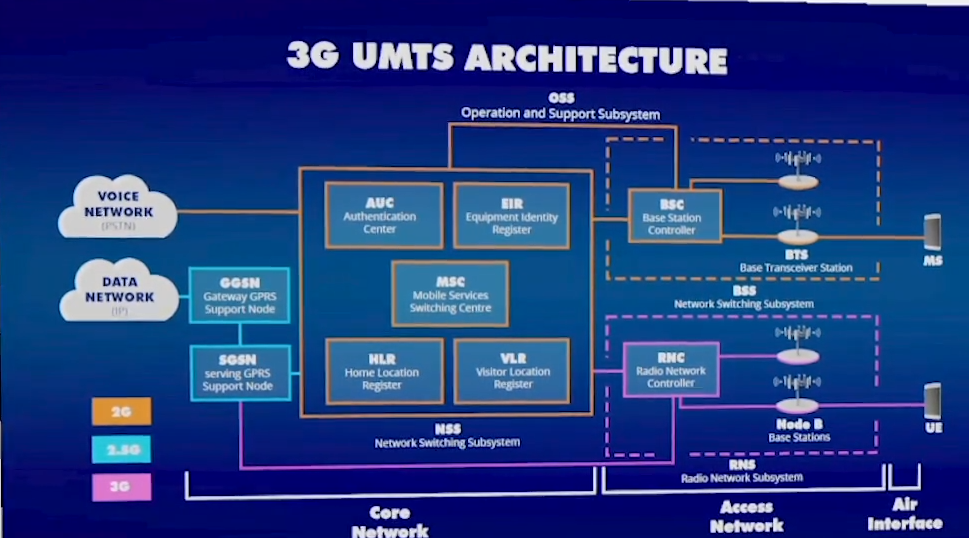 3G UMTS ARCHITECTURE
OSS
Operation and Support Subsystem
VOICE
NETWORK
(PSTN)
DATA
NETWORK
(IP)
GGSN
Gateway GPRS
Support Node
SGSN
serving GPRS
Support Node
AUC
Authentication
Center
EIR
Equipment Identity
Register
MSC
Mobile Services
Switching Centre
HLR
Home Location
Register
VLR
Visitor Location
Register
NSS
Network Switching Subsystem
BSC
Base Station
Controller
BTS
Base Transceiver Station
BSS
Network Switching Subsystem
MS
RNC
Radio Network
Controller
Node B
Base Stations
RNS
Radio Network Subsystem
UE
2G
2.5G
3G
Core
Network
Access
Network
Air
Interface